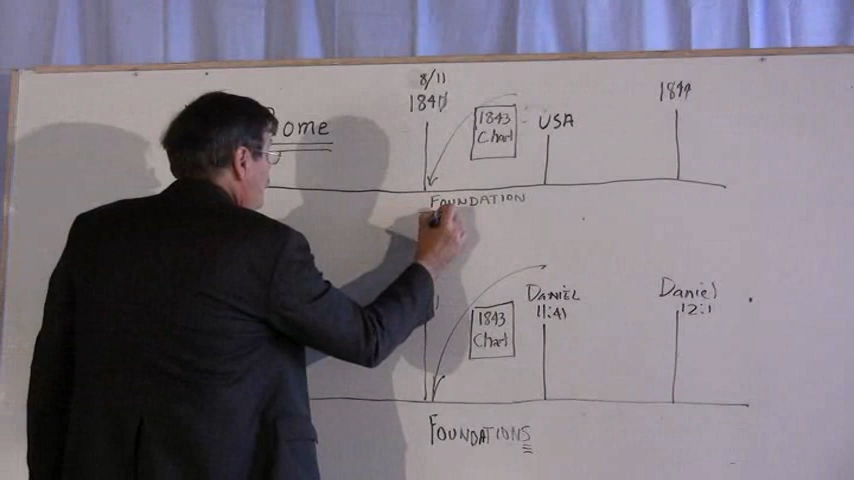 8/11
1840
1844
1843
Chart
USA
ome
FOUNDATION
DANIEL
11:41
Daniel
12:1
1843
Chart
FOUNDATIONS